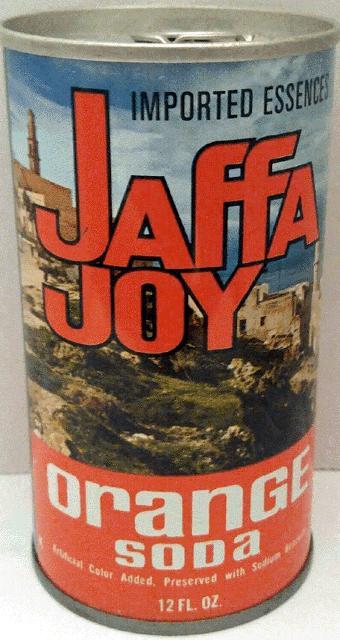 IMPORTED ESSENCES
JAFFA
JOY
ORANGE
SODA
Artificial Color Added. Preserved with Sodium
12 FL. OZ.